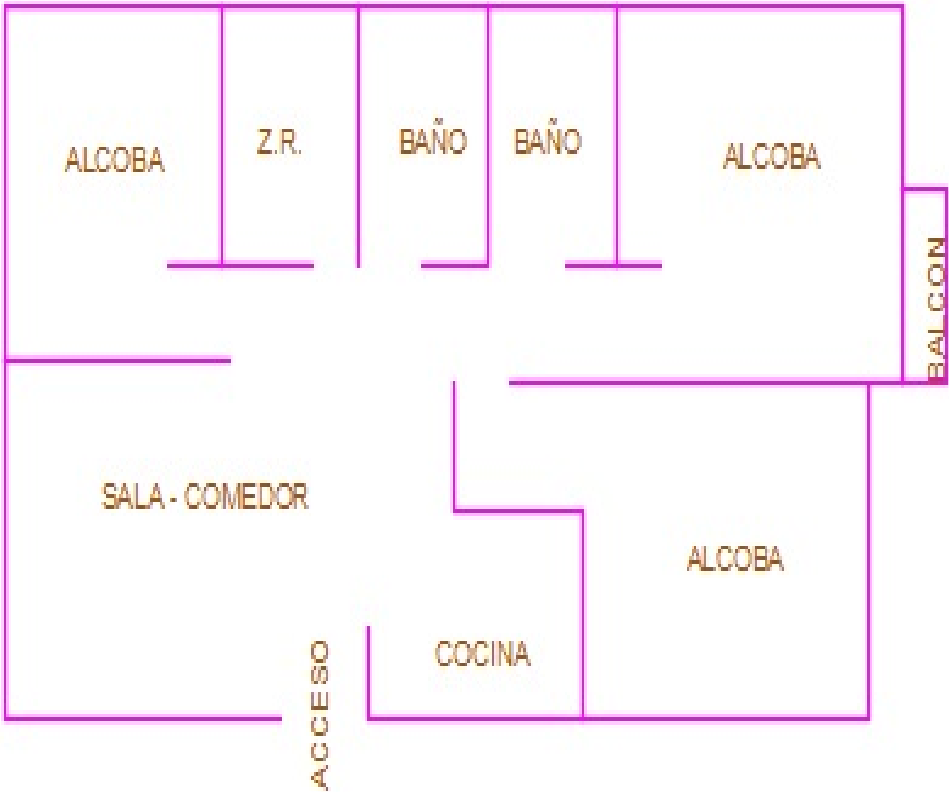 ALCOBA
Z.R.
BAÑO
BAÑO
ALCOBA
BALCON
SALA - COMEDOR
ALCOBA
COCINA
ACCESO